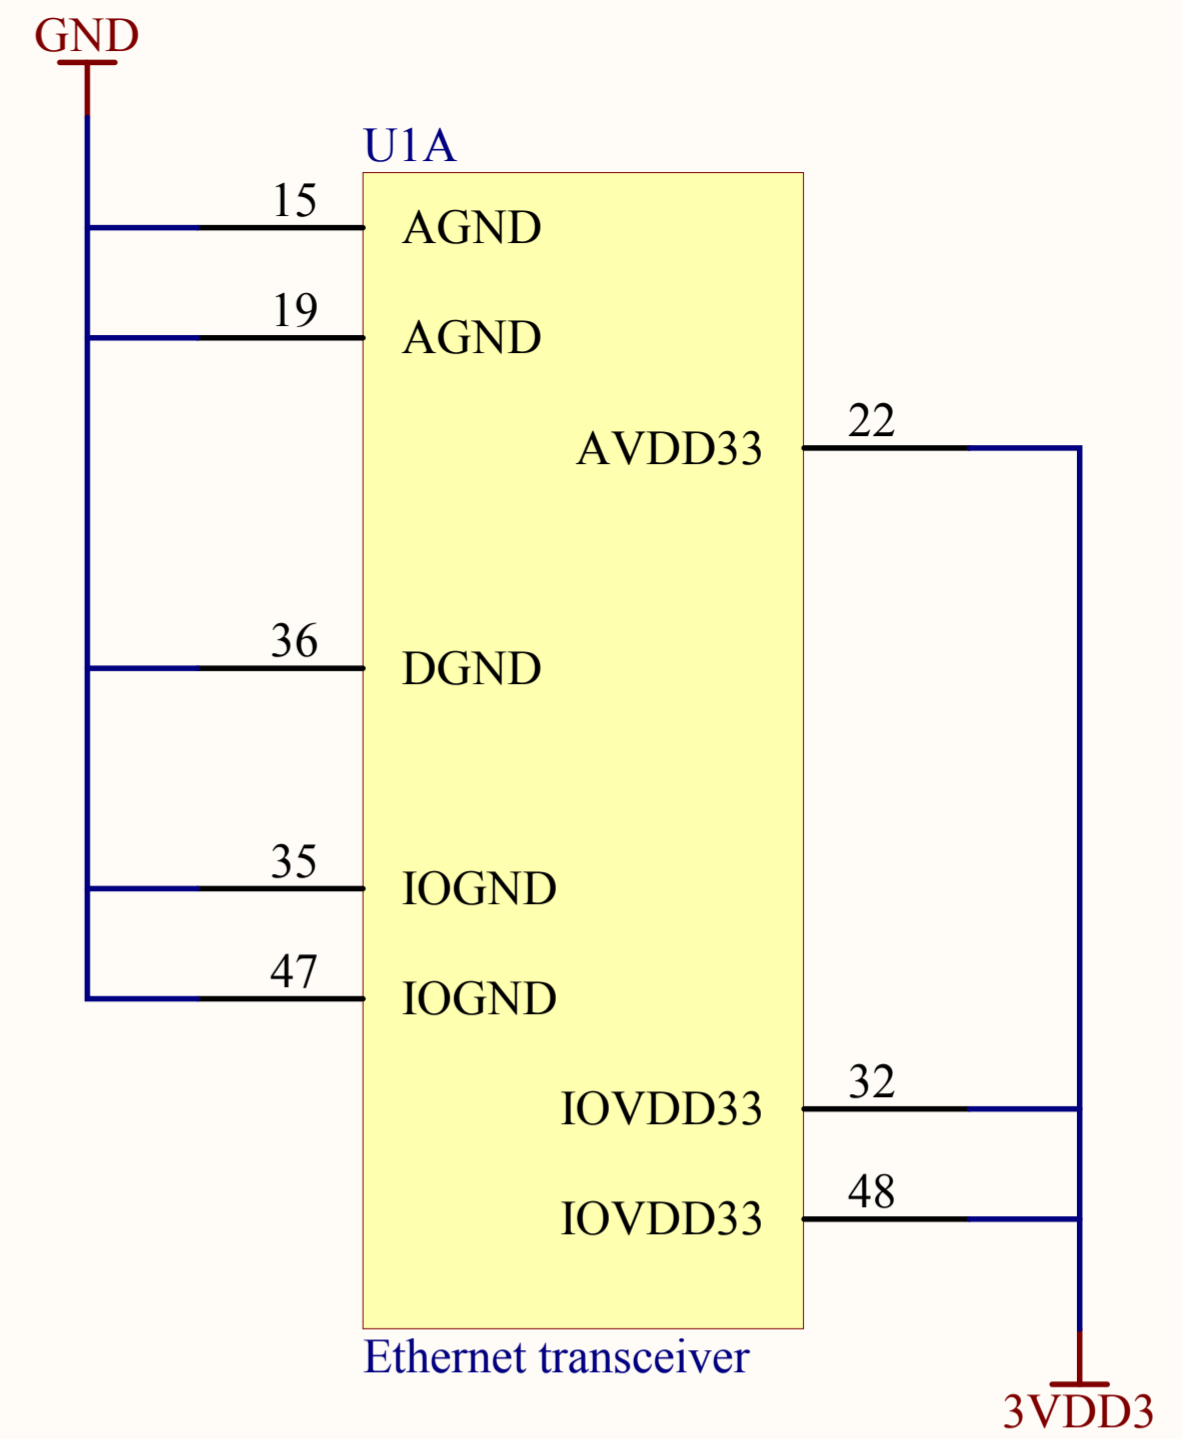 GND
U1A
15
AGND
19
AGND
22
AVDD33
36
DGND
35
IOGND
47
IOGND
32
IOVDD33
48
IOVDD33
Ethernet transceiver
3VDD3